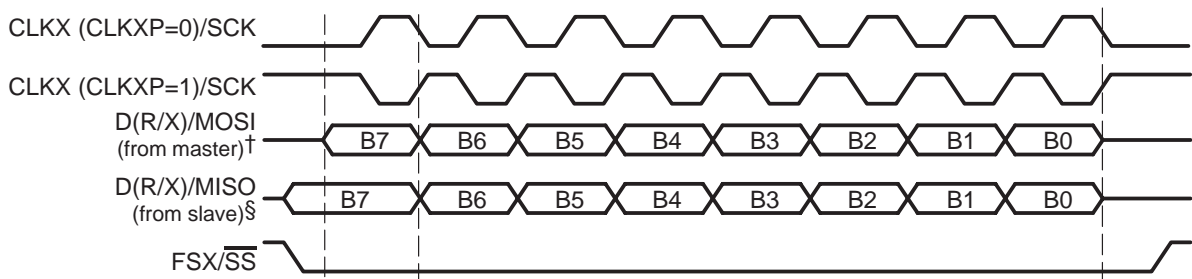 CLKX (CLKXP=0)/SCK
CLKX (CLKXP=1)/SCK
D(R/X)/MOSI
(from master)†
B7 B6 B5 B4 B3 B2 B1 B0
D(R/X)/MISO
(from slave)§
B7 B6 B5 B4 B3 B2 B1 B0
FSX/S̅S̅